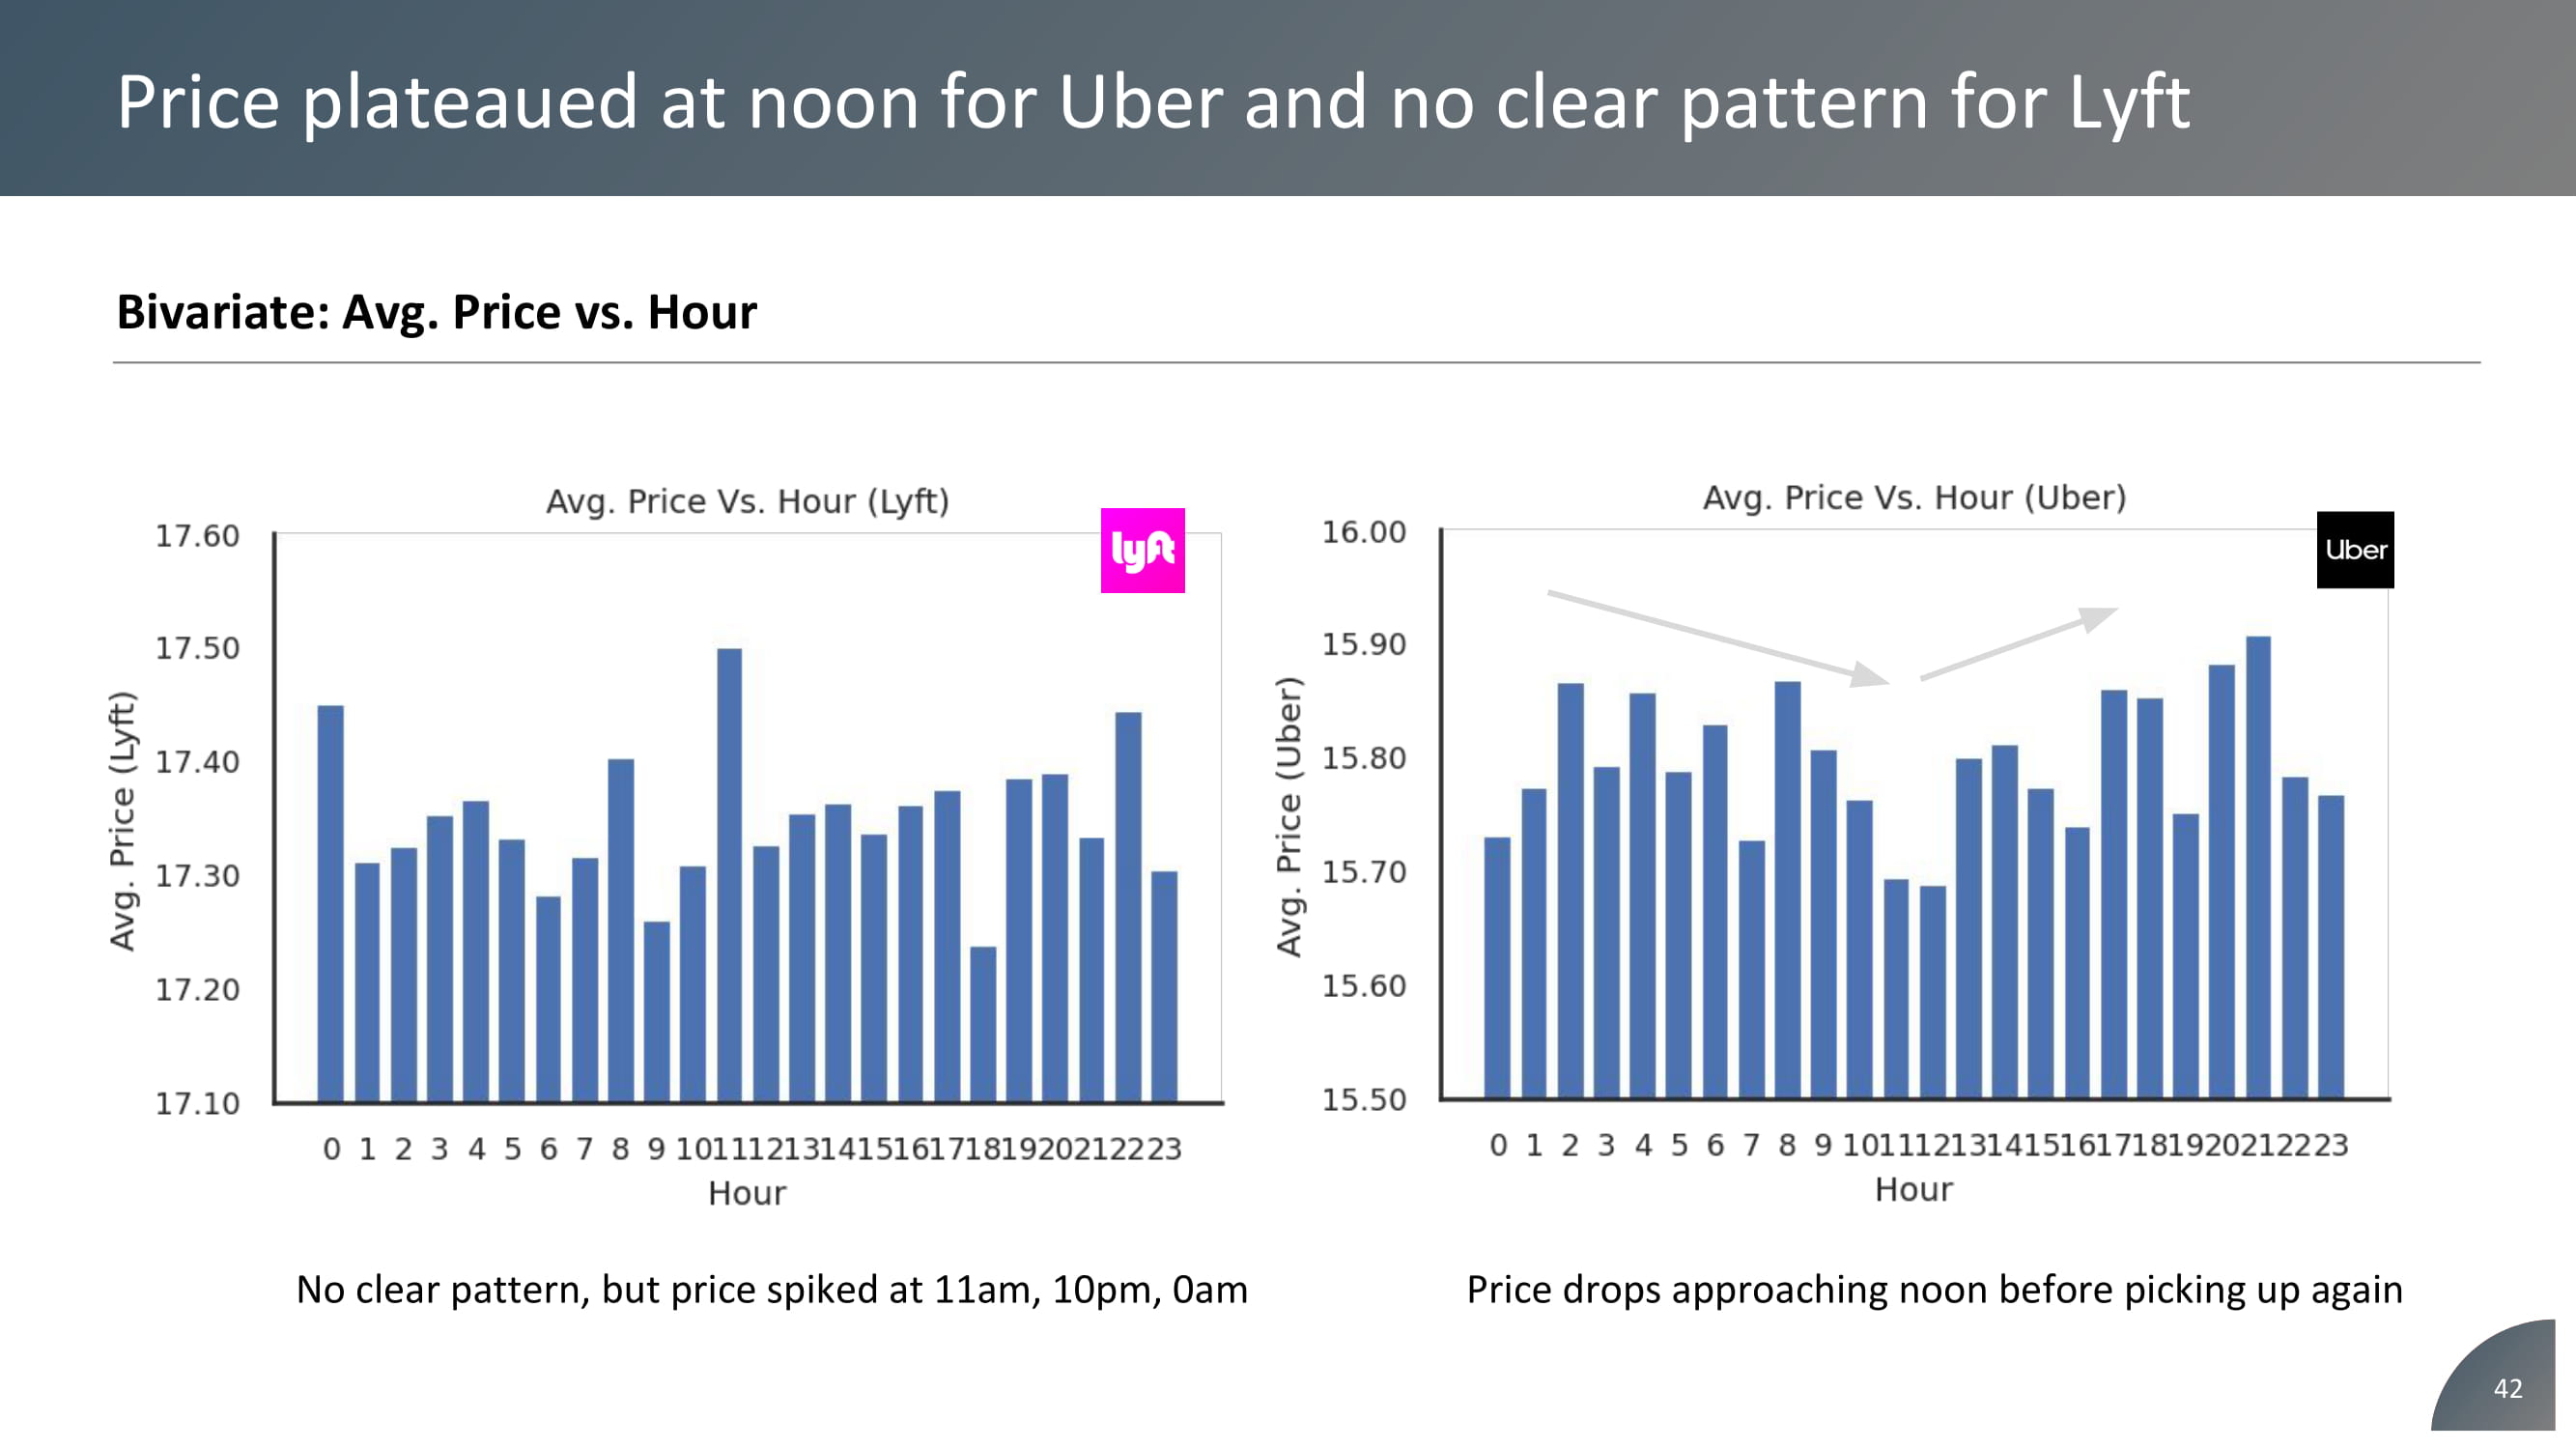 Price plateaued at noon for Uber and no clear pattern for Lyft
Bivariate: Avg. Price vs. Hour
Avg. Price Vs. Hour (Lyft)
lyft
17.60
17.50
17.40
17.30
17.20
17.10
Avg. Price (Lyft)
0 1 2 3 4 5 6 7 8 9 10 11 12 13 14 15 16 17 18 19 20 21 22 23
Hour
No clear pattern, but price spiked at 11am, 10pm, 0am
Avg. Price Vs. Hour (Uber)
Uber
16.00
15.90
15.80
15.70
15.60
15.50
Avg. Price (Uber)
0 1 2 3 4 5 6 7 8 9 10 11 12 13 14 15 16 17 18 19 20 21 22 23
Hour
Price drops approaching noon before picking up again
42